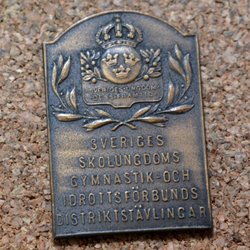 SVERIGES
SKOLUNGDOMS
GYMNASTIK-OCH
IDROTTSFÖRBUNDS
DISTRIKTSTÄVLINGAR